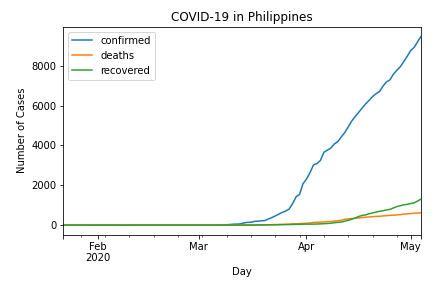 COVID-19 in Philippines
confirmed
deaths
recovered
Number of Cases
8000
6000
4000
2000
0
Feb
2020
Mar
Apr
May
Day